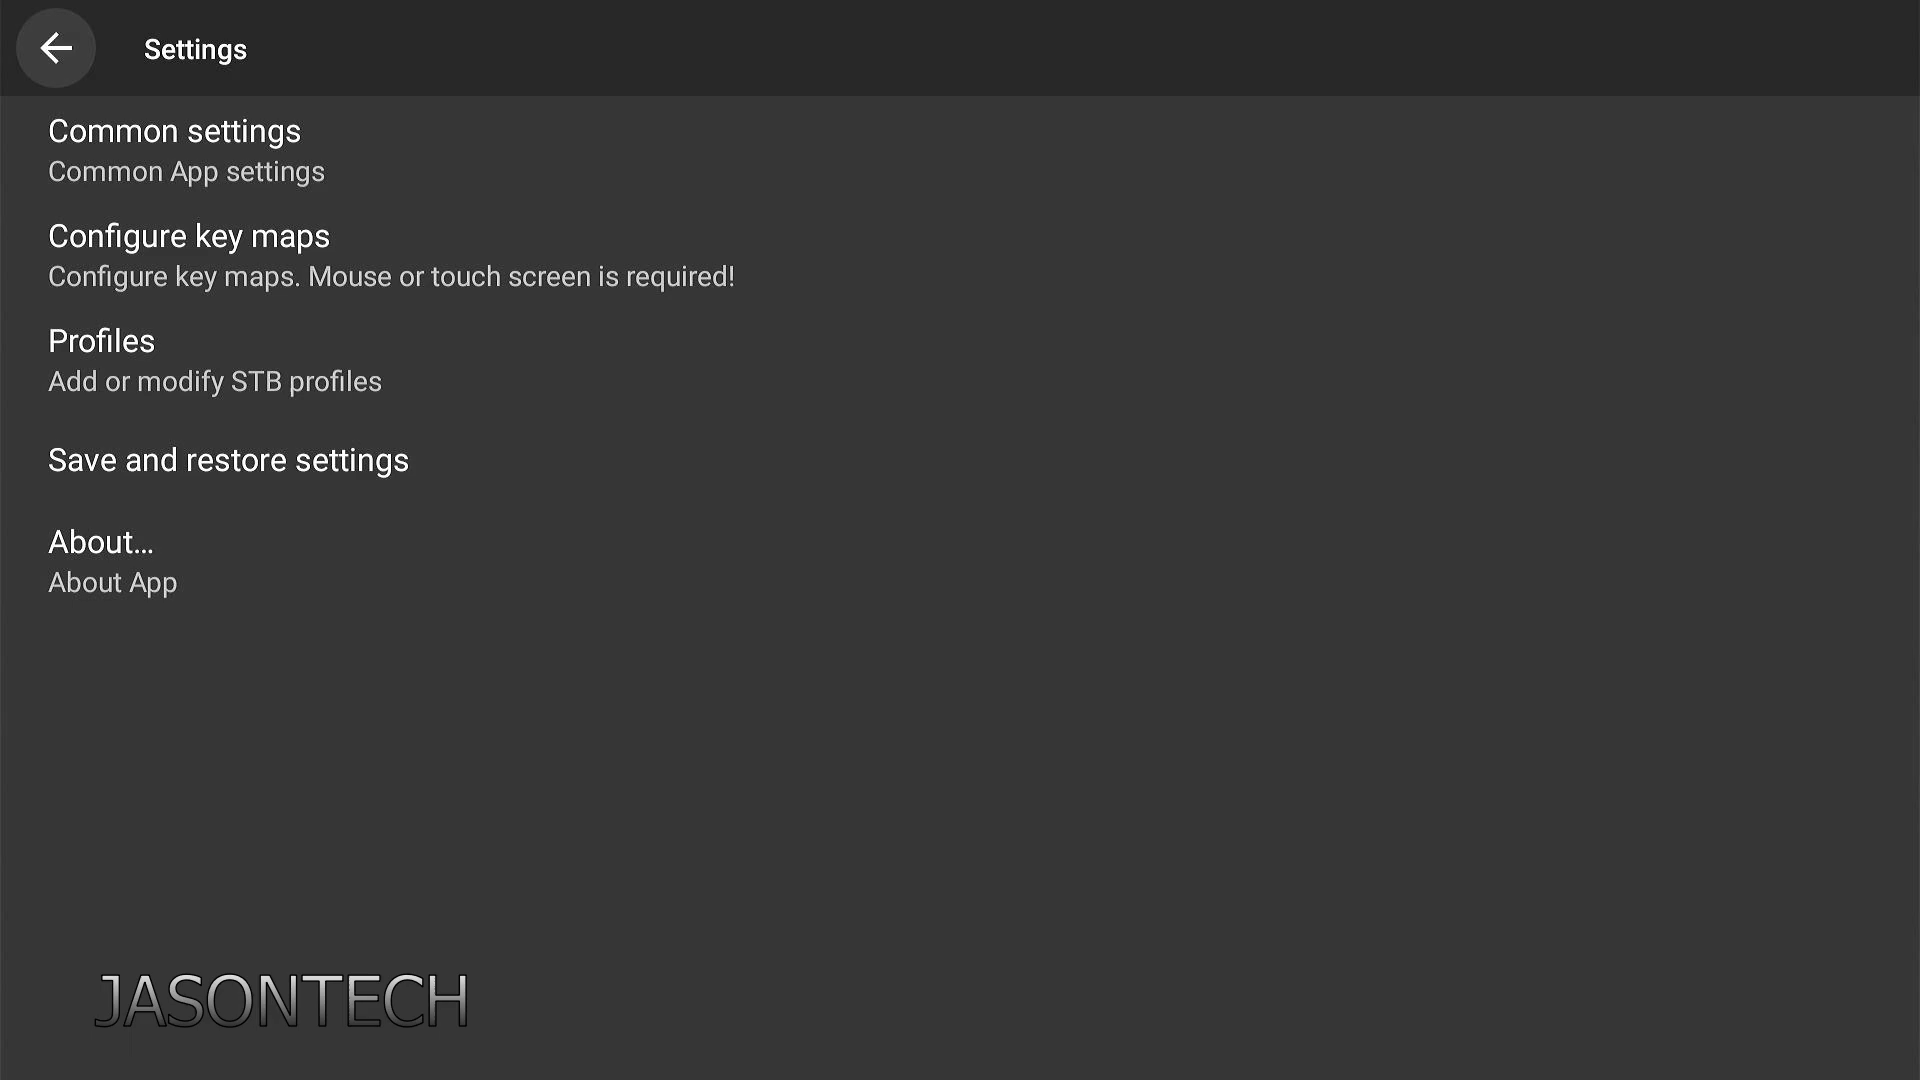 Settings
Common settings
Common App settings
Configure key maps
Configure key maps. Mouse or touch screen is required!
Profiles
Add or modify STB profiles
Save and restore settings
About...
About App
JASONTECH